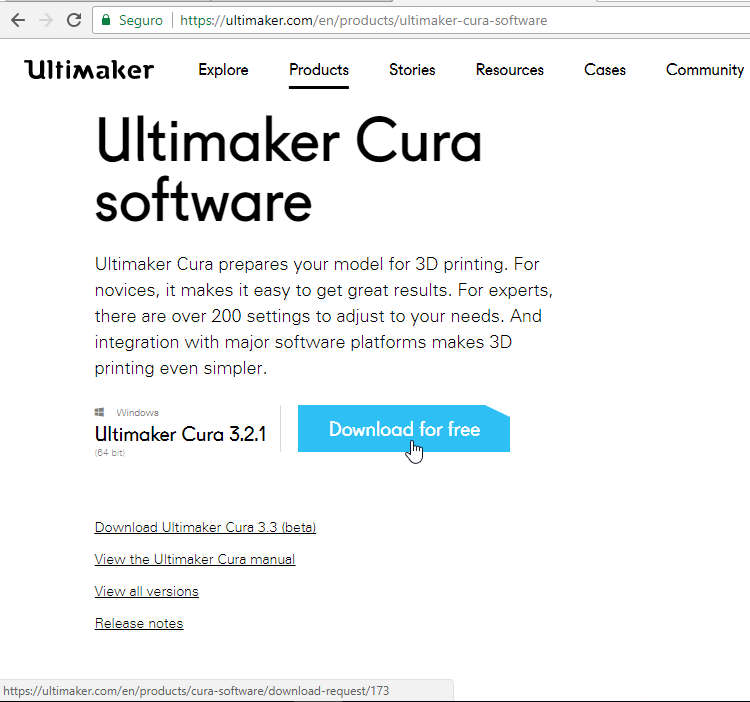 Seguro | https://ultimaker.com/en/products/ultimaker-cura-software
Ultimaker Explore Products Stories Resources Cases Community
Ultimaker Cura
software
Ultimaker Cura prepares your model for 3D printing. For
novices, it makes it easy to get great results. For experts,
there are over 200 settings to adjust to your needs. And
integration with major software platforms makes 3D
printing even simpler.
Windows
Ultimaker Cura 3.2.1
(64 bit)
Download for free
Download Ultimaker Cura 3.3 (beta)
View the Ultimaker Cura manual
View all versions
Release notes
https://ultimaker.com/en/products/cura-software/download-request/173